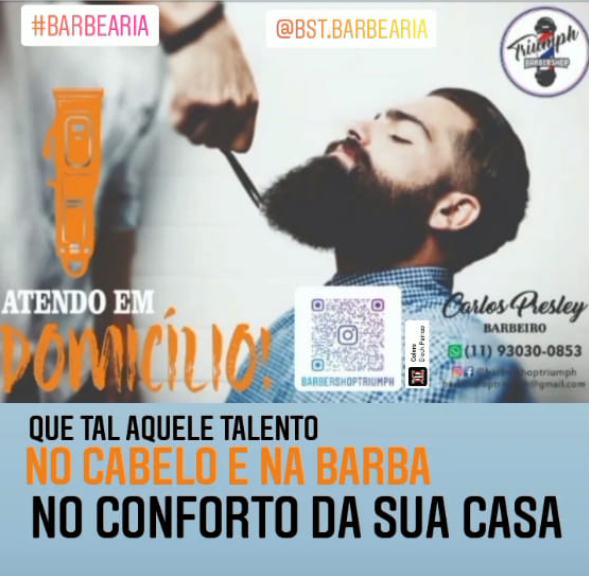 #BARBEARIA
@BST.BARBEARIA
Triumph
BARBERSHOP
ATENDO EM
DOMICÍLIO!
BARBERSHOPTRIUMPH
Carlos Presley
BARBEIRO
(11) 93030-0853
QUE TAL AQUELE TALENTO
NO CABELO E NA BARBA
NO CONFORTO DA SUA CASA